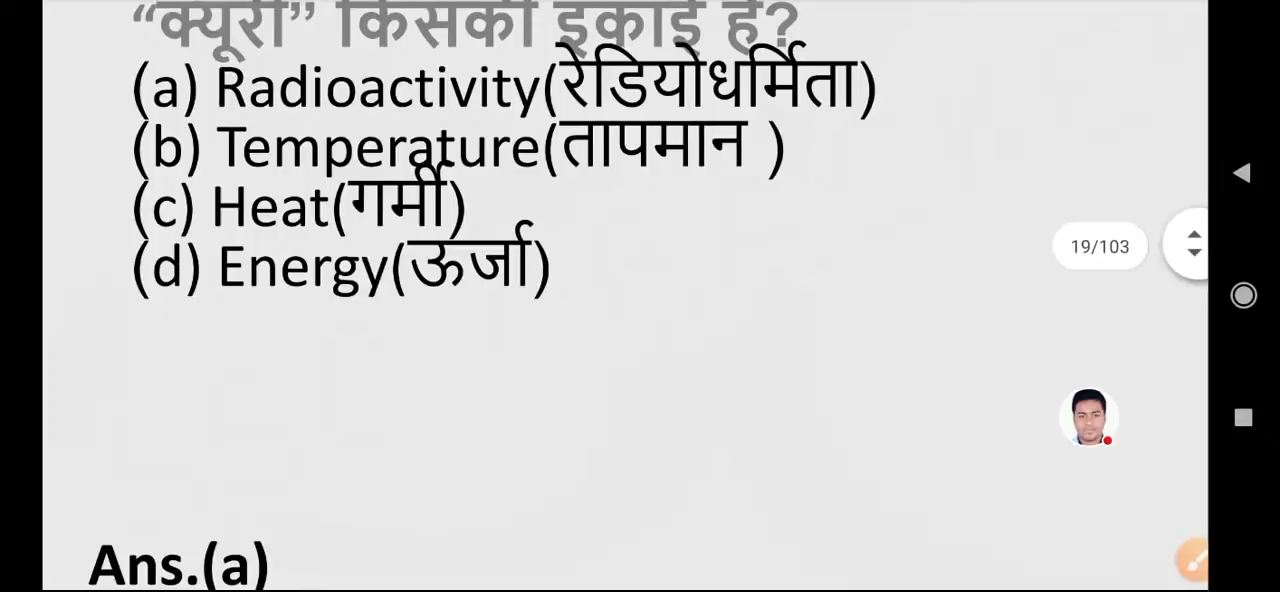 “क्यूरी” किसकी इकाई है?
(a) Radioactivity(रेडियोधर्मिता)
(b) Temperature(तापमान )
(c) Heat(गर्मी)
(d) Energy(ऊर्जा)
19/103
Ans.(a)